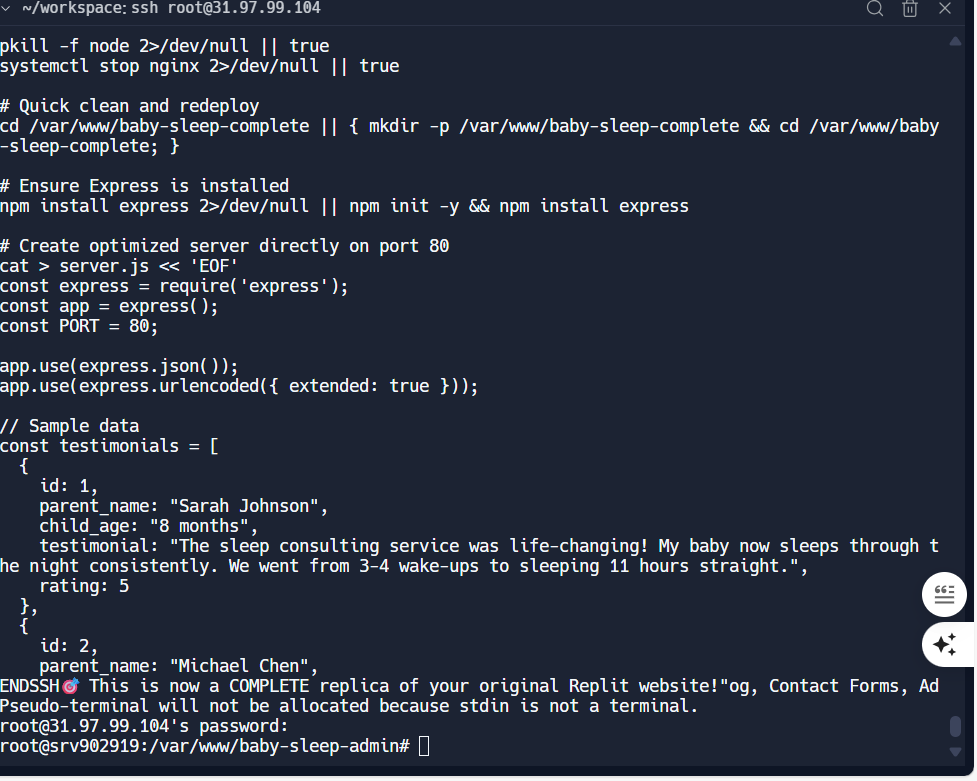 ~/workspace: ssh root@31.97.99.104
pkill -f node 2>/dev/null || true
systemctl stop nginx 2>/dev/null || true
# Quick clean and redeploy
cd /var/www/baby-sleep-complete || { mkdir -p /var/www/baby-sleep-complete && cd /var/www/baby
-sleep-complete; }
# Ensure Express is installed
npm install express 2>/dev/null || npm init -y && npm install express
# Create optimized server directly on port 80
cat > server.js << 'EOF'
const express = require('express');
const app = express();
const PORT = 80;
app.use(express.json());
app.use(express.urlencoded({ extended: true }));
// Sample data
const testimonials = [
{
id: 1,
parent_name: "Sarah Johnson",
child_age: "8 months",
testimonial: "The sleep consulting service was life-changing! My baby now sleeps through t
he night consistently. We went from 3-4 wake-ups to sleeping 11 hours straight.",
rating: 5
},
{
id: 2,
parent_name: "Michael Chen",
ENDSSH🎯 This is now a COMPLETE replica of your original Replit website!"og, Contact Forms, Ad
Pseudo-terminal will not be allocated because stdin is not a terminal.
root@31.97.99.104's password:
root@srv902919:/var/www/baby-sleep-admin#